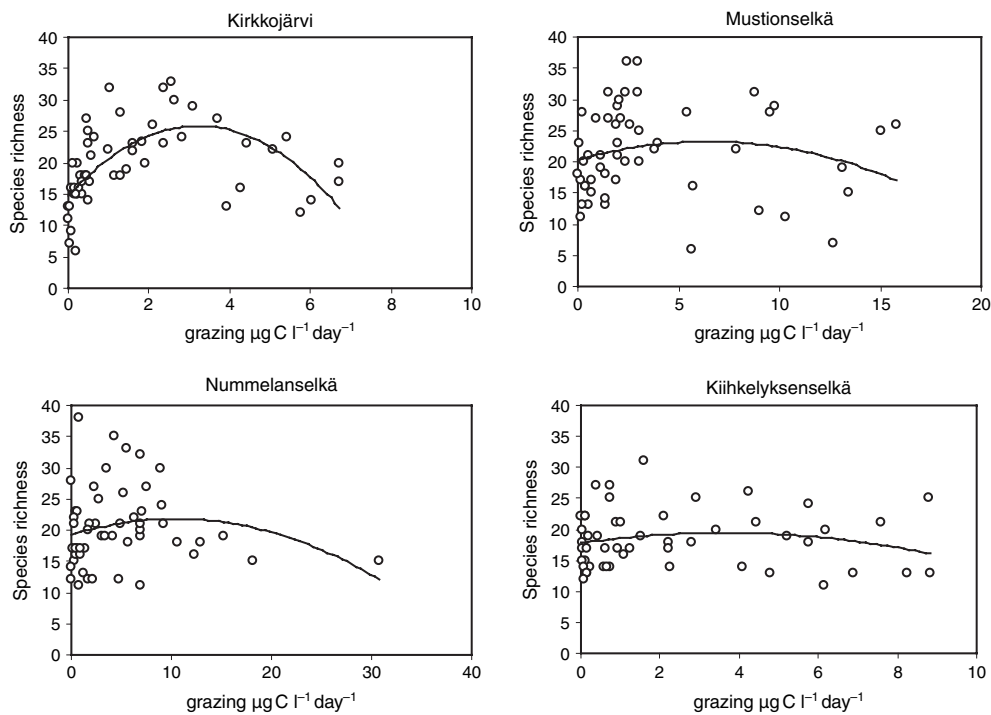 Kirkkojärvi
Species richness
40
35
30
25
20
15
10
5
0
0 2 4 6 8 10
grazing µg C l⁻¹ day⁻¹
Mustionselkä
Species richness
40
35
30
25
20
15
10
5
0
0 5 10 15 20
grazing µg C l⁻¹ day⁻¹
Nummelanselkä
Species richness
40
35
30
25
20
15
10
5
0
0 10 20 30 40
grazing µg C l⁻¹ day⁻¹
Kiihkelyksenselkä
Species richness
40
35
30
25
20
15
10
5
0
0 2 4 6 8 10
grazing µg C l⁻¹ day⁻¹